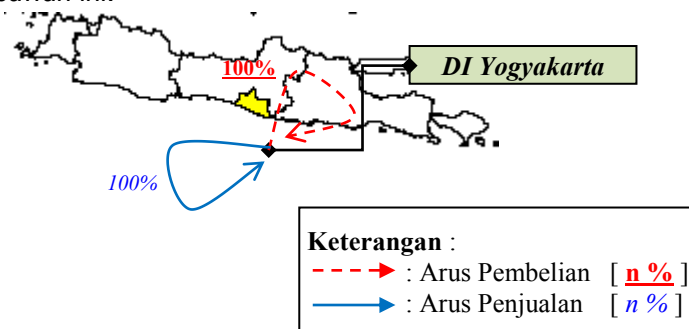 100%
DI Yogyakarta
100%
Keterangan :
: Arus Pembelian [ n % ]
: Arus Penjualan [ n % ]